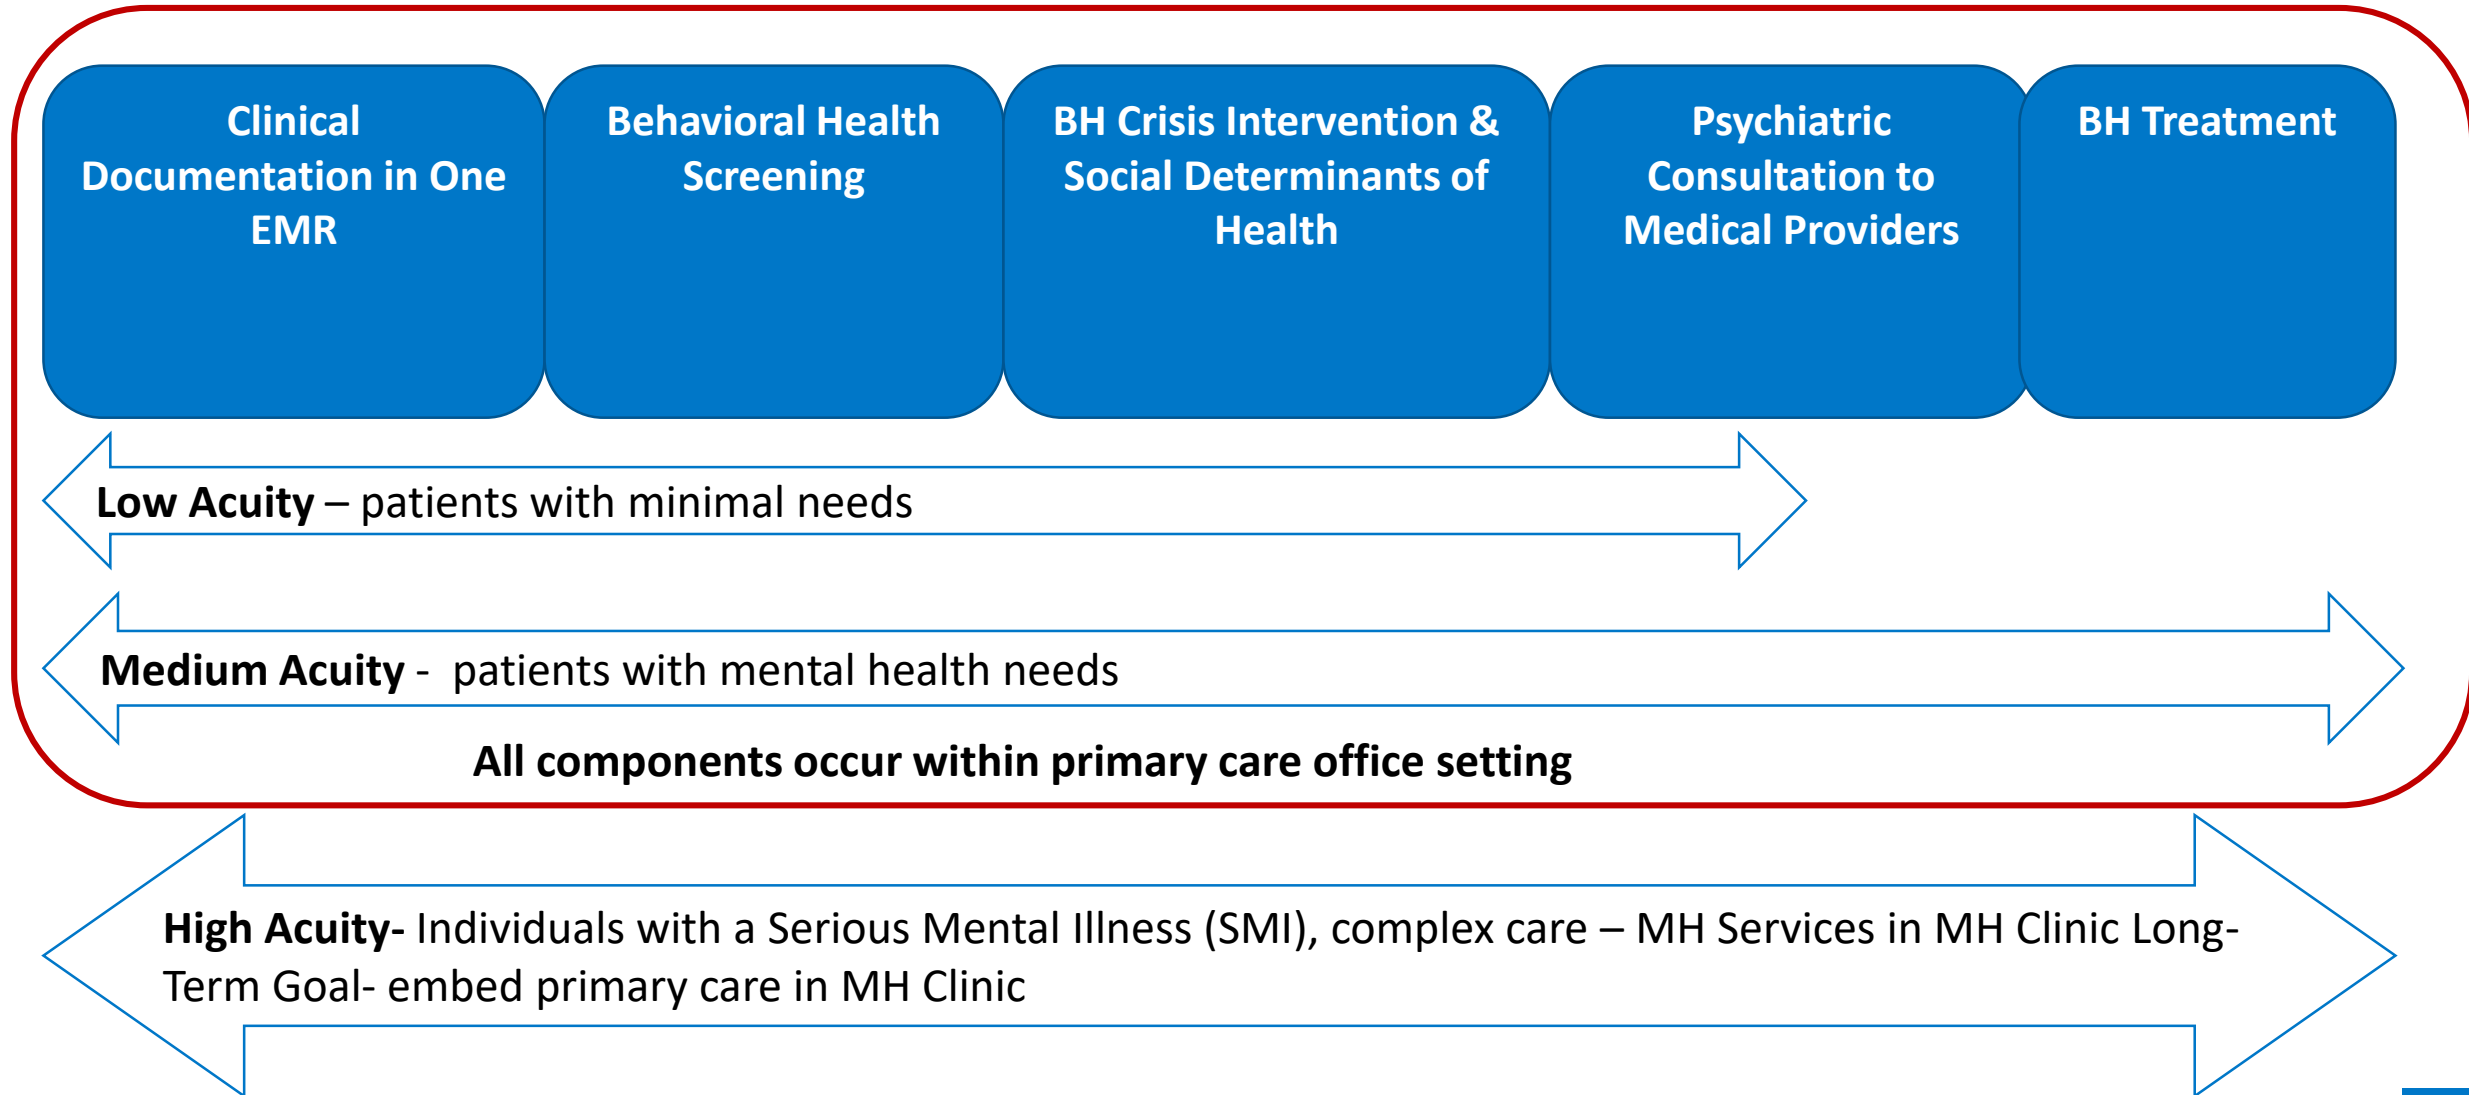 Clinical
Documentation in One
EMR
Behavioral Health
Screening
BH Crisis Intervention &
Social Determinants of
Health
Psychiatric
Consultation to
Medical Providers
BH Treatment
Low Acuity – patients with minimal needs
Medium Acuity -  patients with mental health needs
All components occur within primary care office setting
High Acuity- Individuals with a Serious Mental Illness (SMI), complex care – MH Services in MH Clinic Long-
Term Goal- embed primary care in MH Clinic